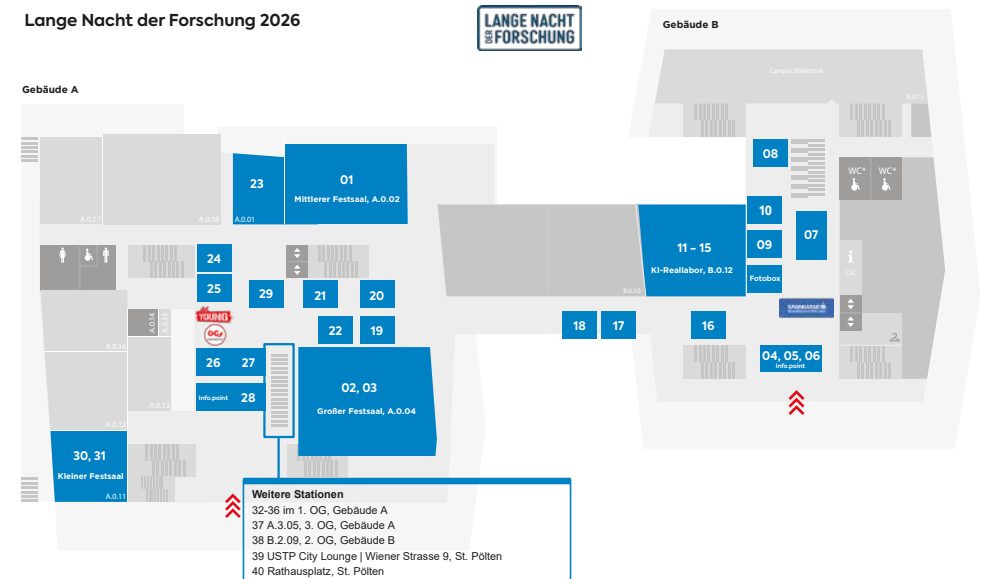 Lange Nacht der Forschung 2026
LANGE NACHT
DER FORSCHUNG
Gebäude B
Campus Bibliothek
B.0.13
Gebäude A
08
23
A.0.01
01
Mittlerer Festsaal, A.0.02
A.0.17
A.0.18
WC*
WC*
10
07
09
11 – 15
KI-Reallabor, B.0.12
B.0.10
Fotobox
24
25
29
21
20
A.0.14
A.0.15
YOUNG
OGs
22
19
18
17
16
A.0.16
26
27
Info.point
28
02, 03
Großer Festsaal, A.0.04
04, 05, 06
Info.point
A.0.13
A.0.12
30, 31
Kleiner Festsaal
A.0.11
Weitere Stationen
32-36 im 1. OG, Gebäude A
37 A.3.05, 3. OG, Gebäude A
38 B.2.09, 2. OG, Gebäude B
39 USTP City Lounge | Wiener Strasse 9, St. Pölten
40 Rathausplatz, St. Pölten